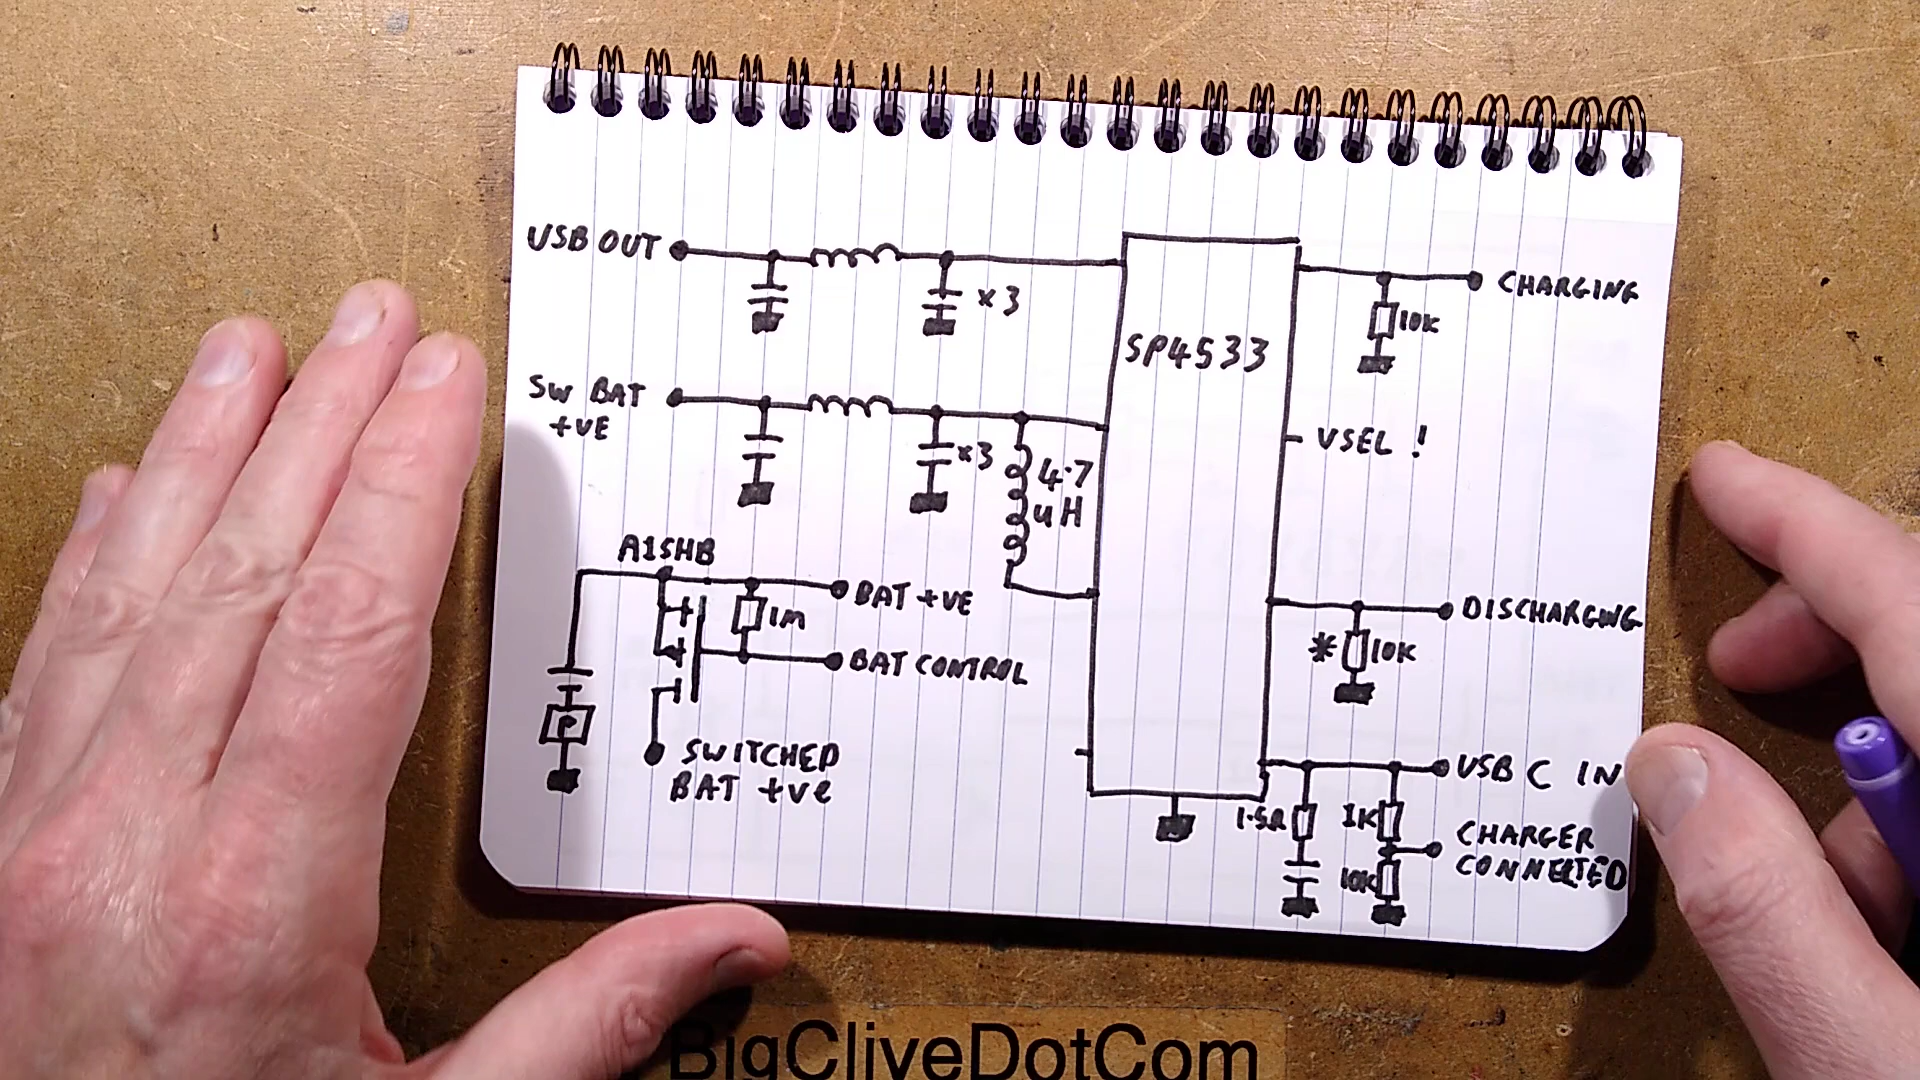 USB OUT
x3
CHARGING
10K
SP4533
SW BAT
+VE
x3
4.7
uH
VSEL !
A1SHB
BAT +VE
1M
BAT CONTROL
DISCHARGING
* 10K
P
SWITCHED
BAT +ve
USB C IN
1.5Ω
1K
CHARGER
CONNECTED
10K
BigCliveDotCom